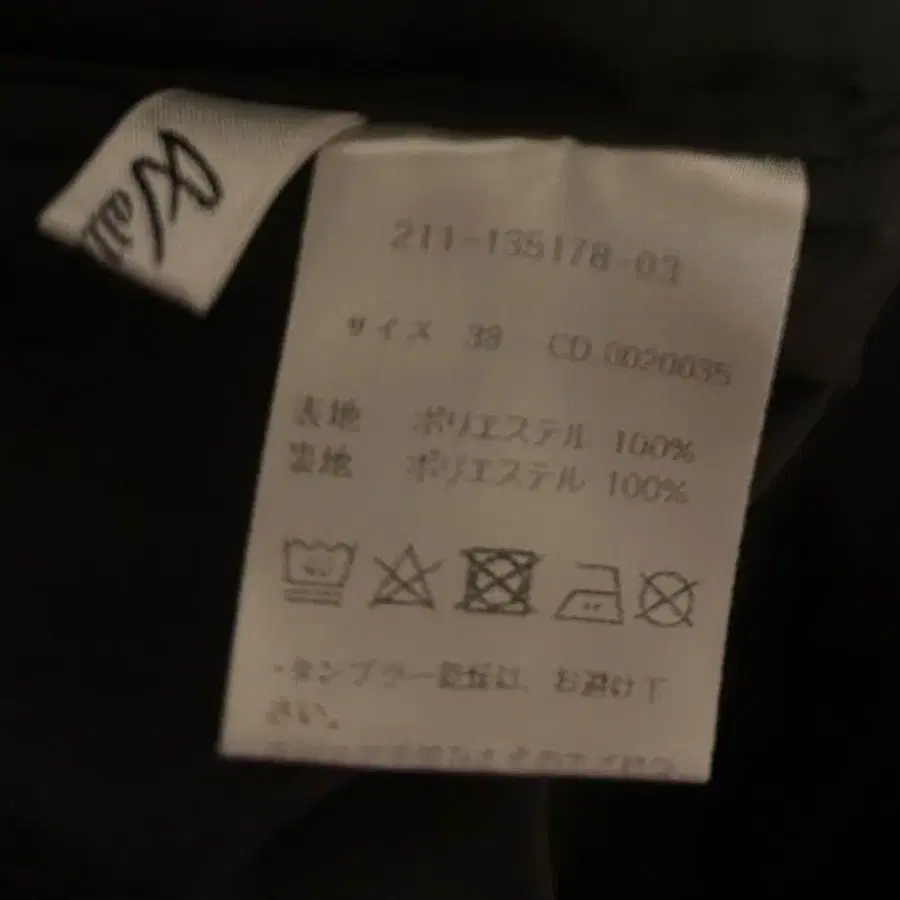 211-135178-03
サイズ 38 CD 0020035
表地 ポリエステル 100%
裏地 ポリエステル 100%
・タンブラー乾燥は、お避け下
さい。